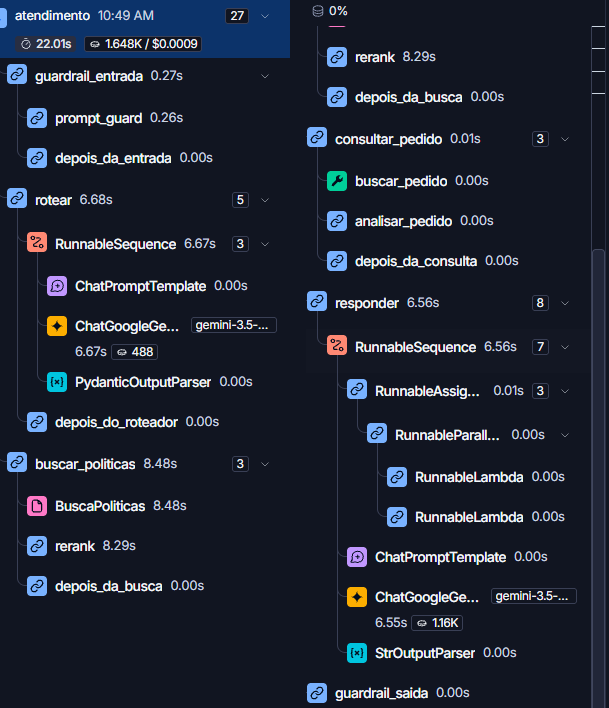 atendimento 10:49 AM 27
22.01s 1.648K / $0.0009
guardrail_entrada 0.27s
prompt_guard 0.26s
depois_da_entrada 0.00s
rotear 6.68s 5
RunnableSequence 6.67s 3
ChatPromptTemplate 0.00s
ChatGoogleGe... gemini-3.5-...
6.67s 488
PydanticOutputParser 0.00s
depois_do_roteador 0.00s
buscar_politicas 8.48s 3
BuscaPoliticas 8.48s
rerank 8.29s
depois_da_busca 0.00s
0%
rerank 8.29s
depois_da_busca 0.00s
consultar_pedido 0.01s 3
buscar_pedido 0.00s
analisar_pedido 0.00s
depois_da_consulta 0.00s
responder 6.56s 8
RunnableSequence 6.56s 7
RunnableAssig... 0.01s 3
RunnableParall... 0.00s
RunnableLambda 0.00s
RunnableLambda 0.00s
ChatPromptTemplate 0.00s
ChatGoogleGe... gemini-3.5-...
6.55s 1.16K
StrOutputParser 0.00s
guardrail_saida 0.00s